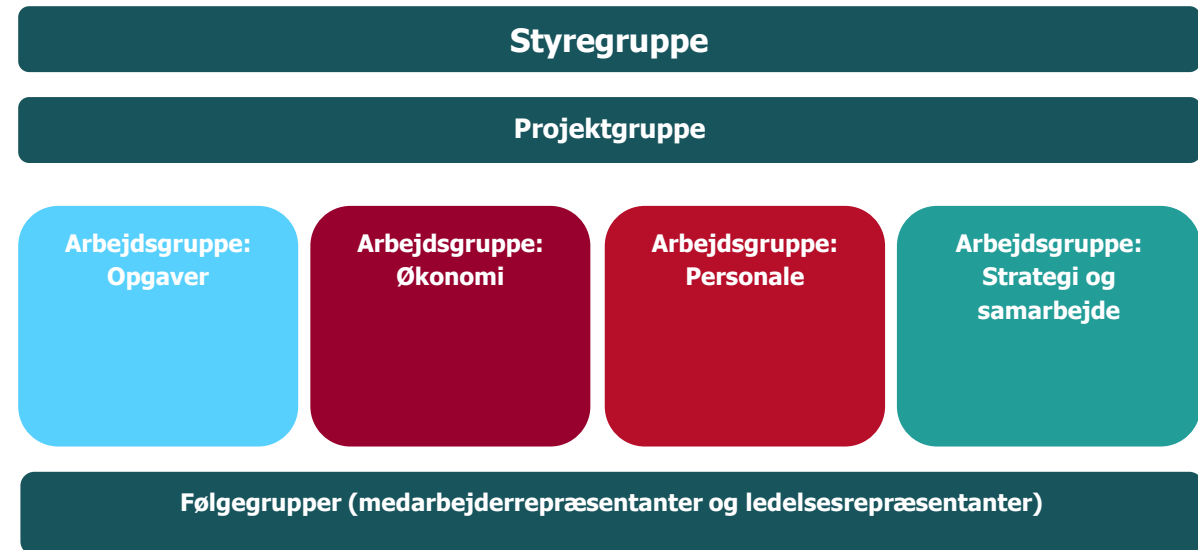 Styregruppe
Projektgruppe
Arbejdsgruppe:
Opgaver
Arbejdsgruppe:
Økonomi
Arbejdsgruppe:
Personale
Arbejdsgruppe:
Strategi og
samarbejde
Følgegrupper (medarbejderrepræsentanter og ledelsesrepræsentanter)